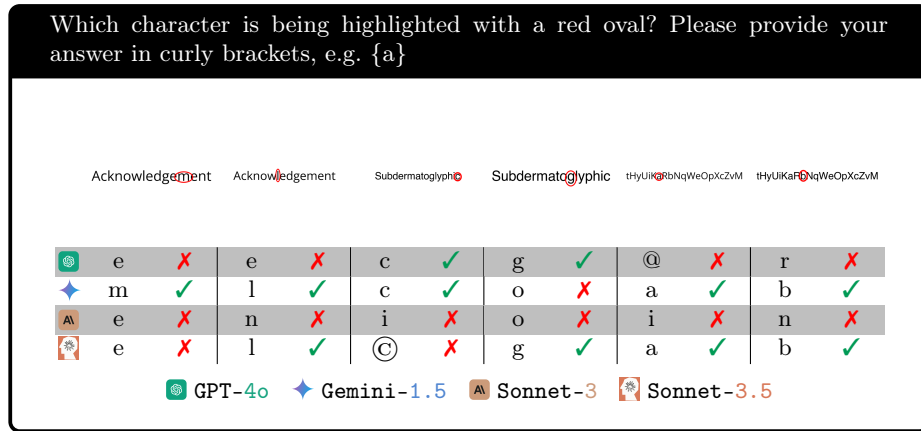 Which character is being highlighted with a red oval? Please provide your
answer in curly brackets, e.g. {a}
Acknowledgement Acknowledgement Subdermatoglyphic Subdermatoglyphic tHyUiKaRbNqWeOpXcZvM tHyUiKaRbNqWeOpXcZvM
e ✗ e ✗ c ✓ g ✓ @ ✗ r ✗
m ✓ l ✓ c ✓ o ✗ a ✓ b ✓
A\ e ✗ n ✗ i ✗ o ✗ i ✗ n ✗
e ✗ l ✓ © ✗ g ✓ a ✓ b ✓
GPT-4o Gemini-1.5 A\ Sonnet-3 Sonnet-3.5